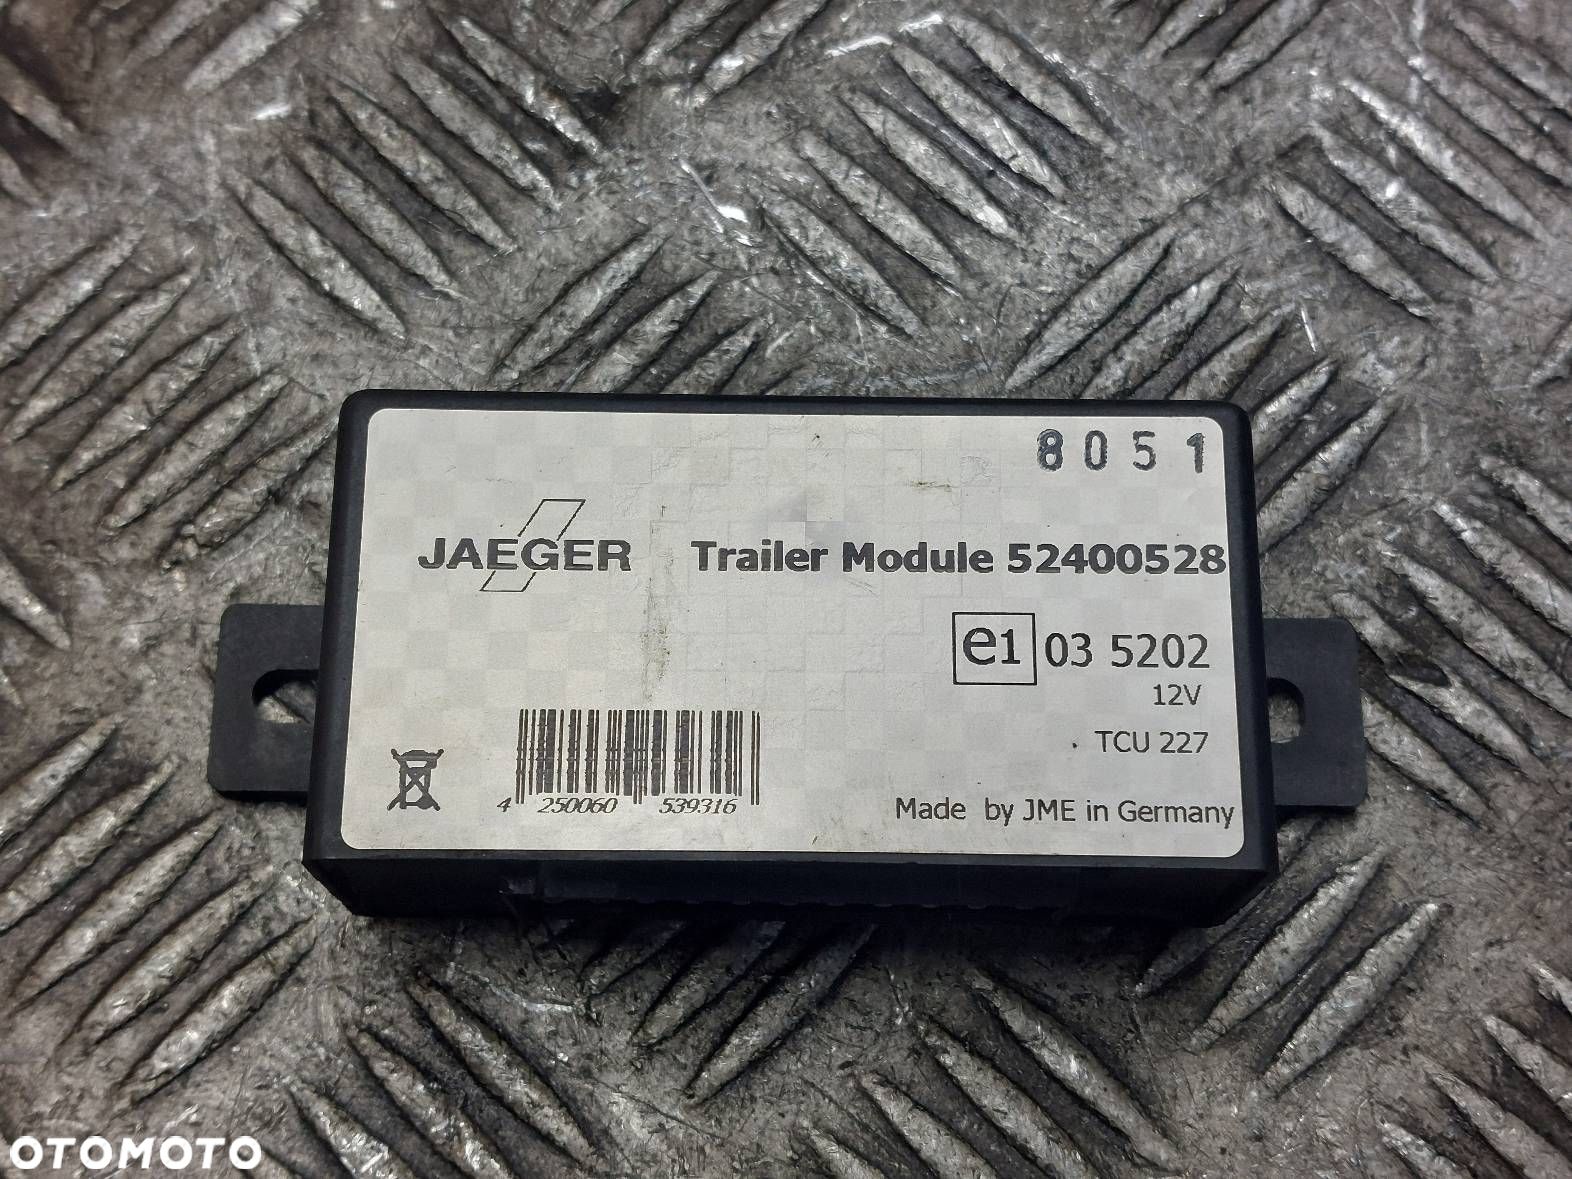 8051
JAEGER Trailer Module 52400528
e1 03 5202
12V
TCU 227
4 250060 539316
Made by JME in Germany
OTOMOTO